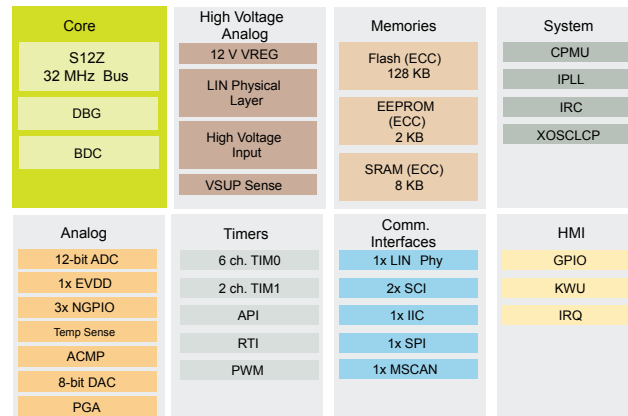 Core
S12Z
32 MHz Bus
DBG
BDC
High Voltage
Analog
12 V VREG
LIN Physical
Layer
High Voltage
Input
VSUP Sense
Memories
Flash (ECC)
128 KB
EEPROM
(ECC)
2 KB
SRAM (ECC)
8 KB
System
CPMU
IPLL
IRC
XOSCLCP
Analog
12-bit ADC
1x EVDD
3x NGPIO
Temp Sense
ACMP
8-bit DAC
PGA
Timers
6 ch. TIM0
2 ch. TIM1
API
RTI
PWM
Comm.
Interfaces
1x LIN Phy
2x SCI
1x IIC
1x SPI
1x MSCAN
HMI
GPIO
KWU
IRQ